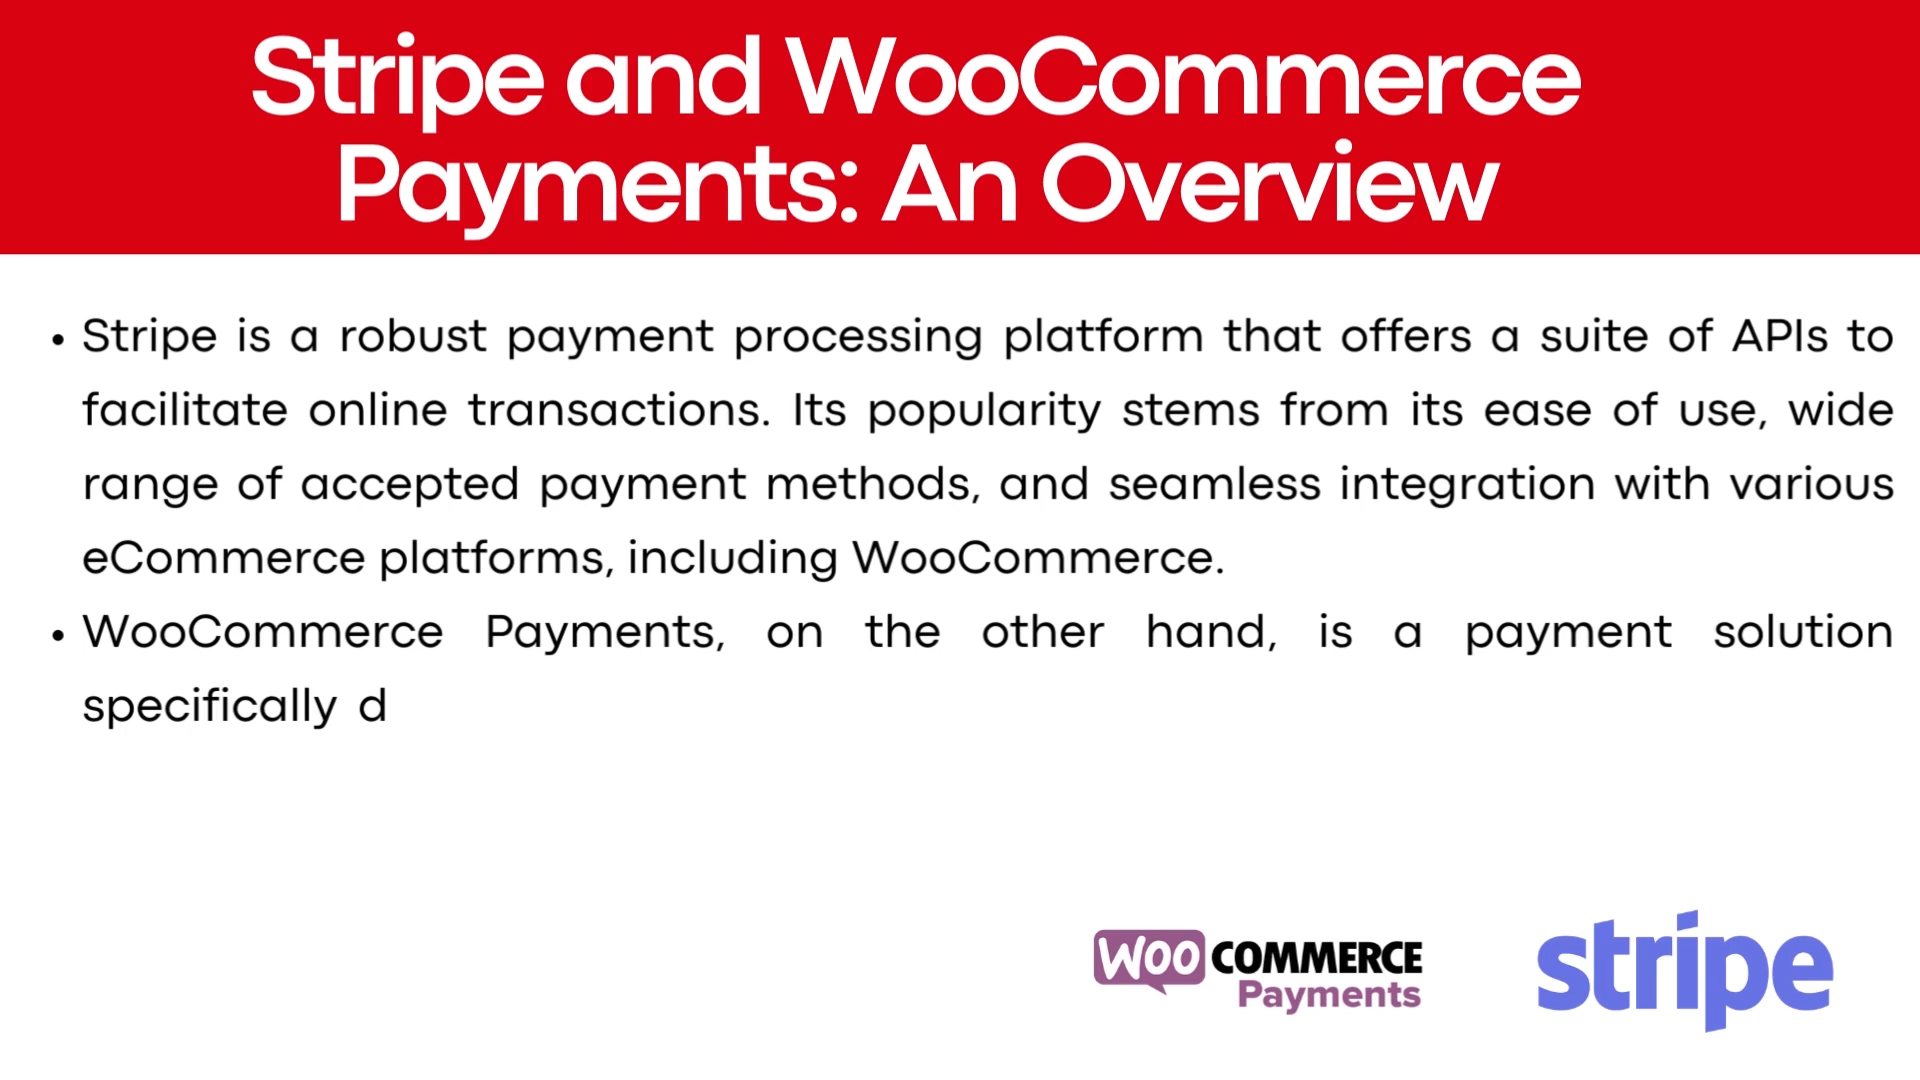 Stripe and WooCommerce
Payments: An Overview
• Stripe is a robust payment processing platform that offers a suite of APIs to
facilitate online transactions. Its popularity stems from its ease of use, wide
range of accepted payment methods, and seamless integration with various
eCommerce platforms, including WooCommerce.
• WooCommerce Payments, on the other hand, is a payment solution
specifically d
WOO COMMERCE
Payments
stripe